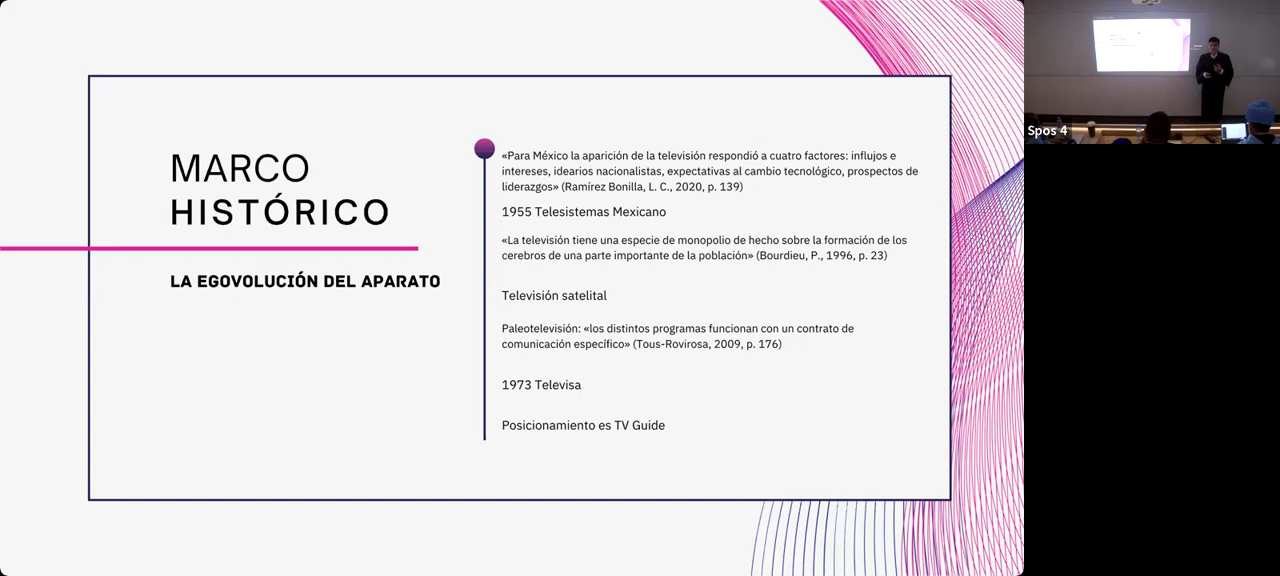 MARCO
HISTÓRICO
LA EGOVOLUCIÓN DEL APARATO
«Para México la aparición de la televisión respondió a cuatro factores: influjos e
intereses, idearios nacionalistas, expectativas al cambio tecnológico, prospectos de
liderazgos» (Ramírez Bonilla, L. C., 2020, p. 139)
1955 Telesistemas Mexicano
«La televisión tiene una especie de monopolio de hecho sobre la formación de los
cerebros de una parte importante de la población» (Bourdieu, P., 1996, p. 23)
Televisión satelital
Paleotelevisión: «los distintos programas funcionan con un contrato de
comunicación específico» (Tous-Rovirosa, 2009, p. 176)
1973 Televisa
Posicionamiento es TV Guide
Spos 4